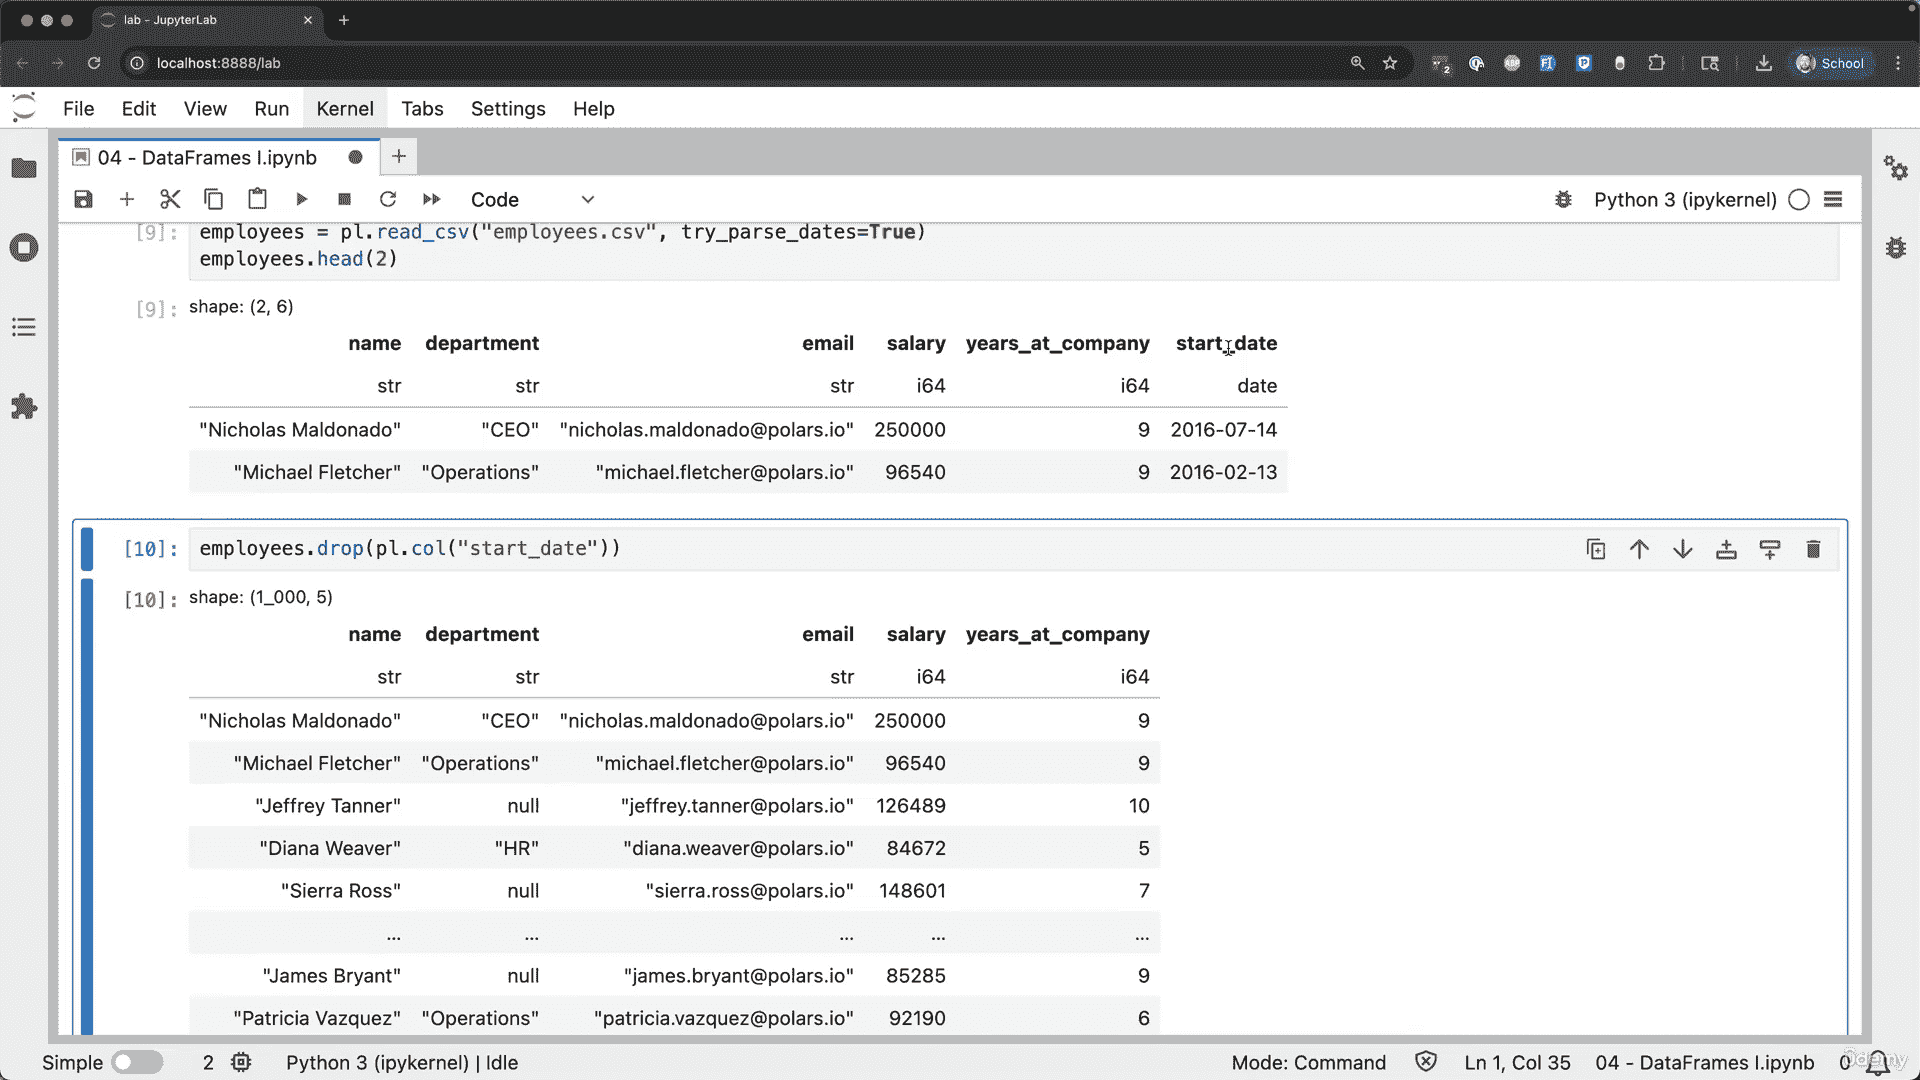 lab - JupyterLab
localhost:8888/lab
2
School
File Edit View Run Kernel Tabs Settings Help
04 - DataFrames I.ipynb
Code
Python 3 (ipykernel)
[9]: employees = pl.read_csv("employees.csv", try_parse_dates=True)
employees.head(2)
[9]: shape: (2, 6)
name department email salary years_at_company start_date
str str str i64 i64 date
"Nicholas Maldonado" "CEO" "nicholas.maldonado@polars.io" 250000 9 2016-07-14
"Michael Fletcher" "Operations" "michael.fletcher@polars.io" 96540 9 2016-02-13
[10]: employees.drop(pl.col("start_date"))
[10]: shape: (1_000, 5)
name department email salary years_at_company
str str str i64 i64
"Nicholas Maldonado" "CEO" "nicholas.maldonado@polars.io" 250000 9
"Michael Fletcher" "Operations" "michael.fletcher@polars.io" 96540 9
"Jeffrey Tanner" null "jeffrey.tanner@polars.io" 126489 10
"Diana Weaver" "HR" "diana.weaver@polars.io" 84672 5
"Sierra Ross" null "sierra.ross@polars.io" 148601 7
... ... ... ... ...
"James Bryant" null "james.bryant@polars.io" 85285 9
"Patricia Vazquez" "Operations" "patricia.vazquez@polars.io" 92190 6
Simple 2 Python 3 (ipykernel) | Idle Mode: Command Ln 1, Col 35 04 - DataFrames I.ipynb 0